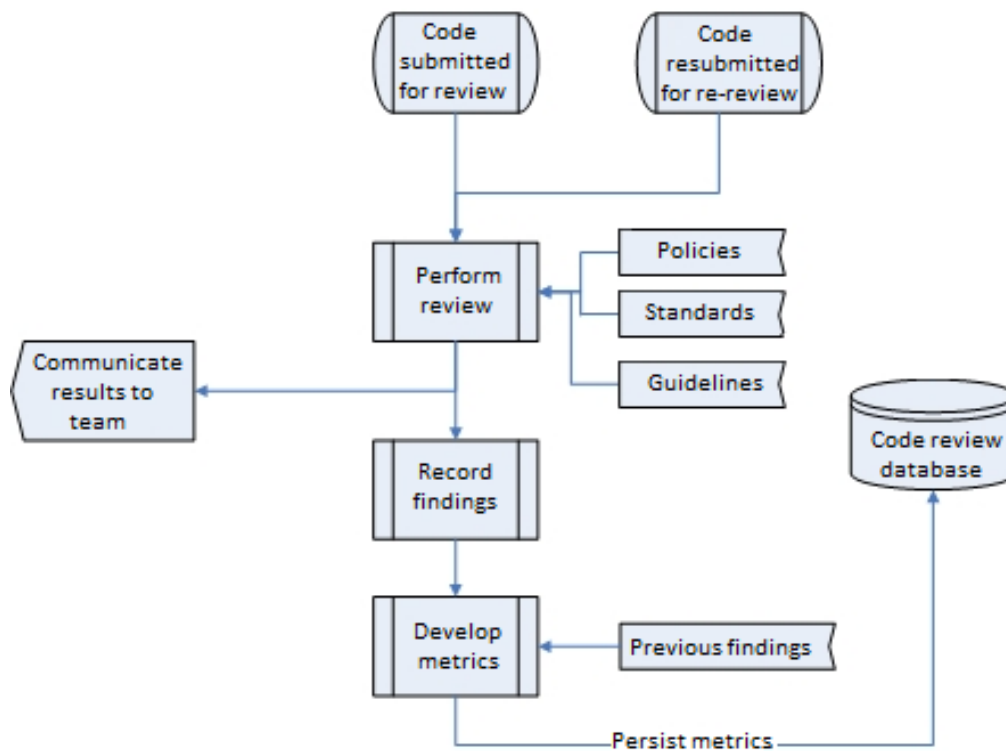 Code
submitted
for review
Code
resubmitted
for re-review
Perform
review
Policies
Standards
Guidelines
Communicate
results to
team
Record
findings
Code review
database
Develop
metrics
Previous findings
Persist metrics